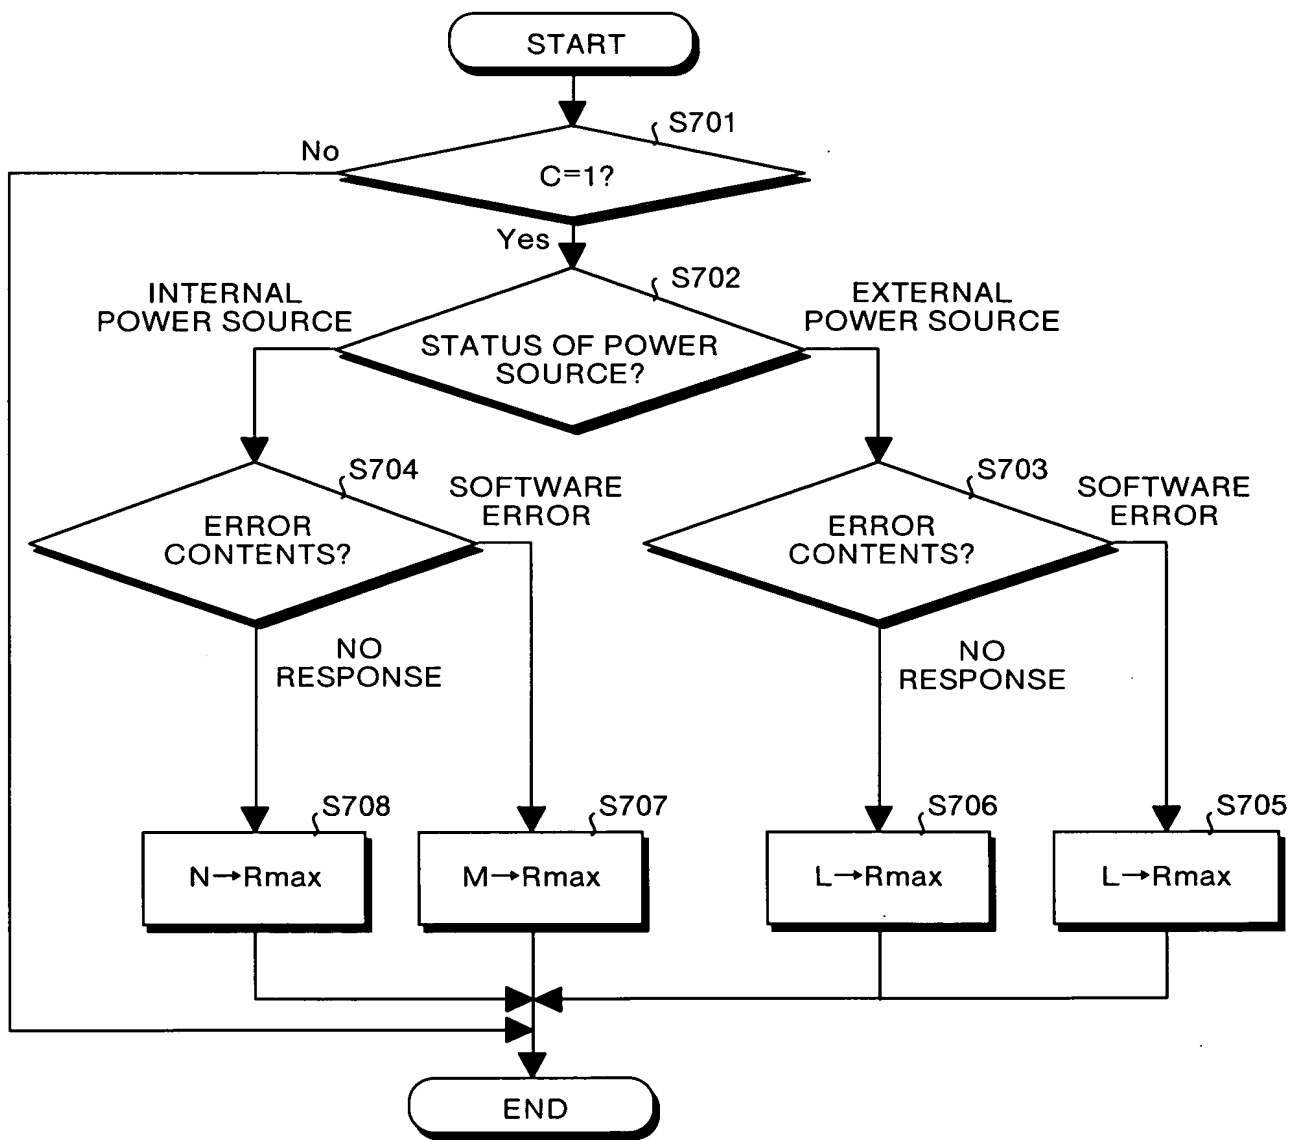 START
S701
No
C=1?
Yes
S702
INTERNAL
POWER SOURCE
EXTERNAL
POWER SOURCE
STATUS OF POWER
SOURCE?
S704
SOFTWARE
ERROR
ERROR
CONTENTS?
S703
SOFTWARE
ERROR
ERROR
CONTENTS?
NO
RESPONSE
NO
RESPONSE
S708
N→Rmax
S707
M→Rmax
S706
L→Rmax
S705
L→Rmax
END